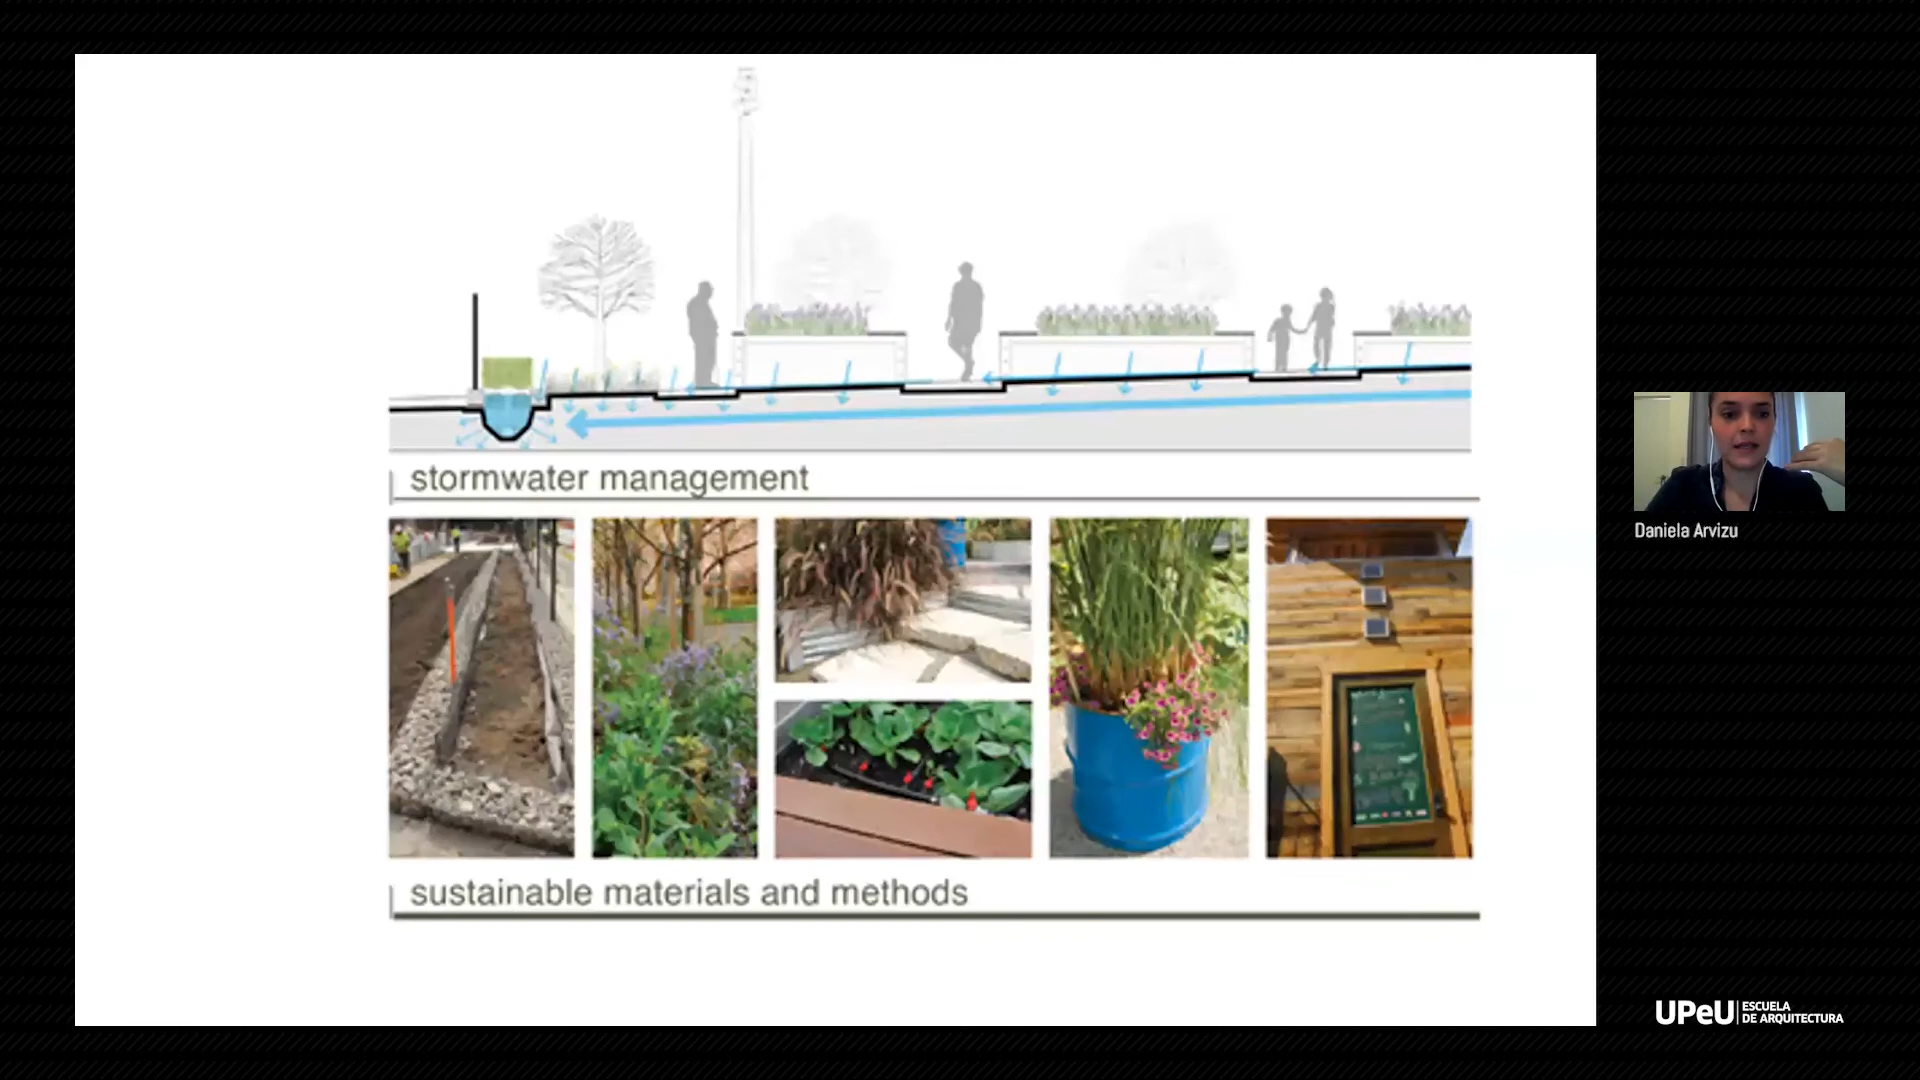 stormwater management
sustainable materials and methods
Daniela Arvizu
UPeU
ESCUELA
DE ARQUITECTURA